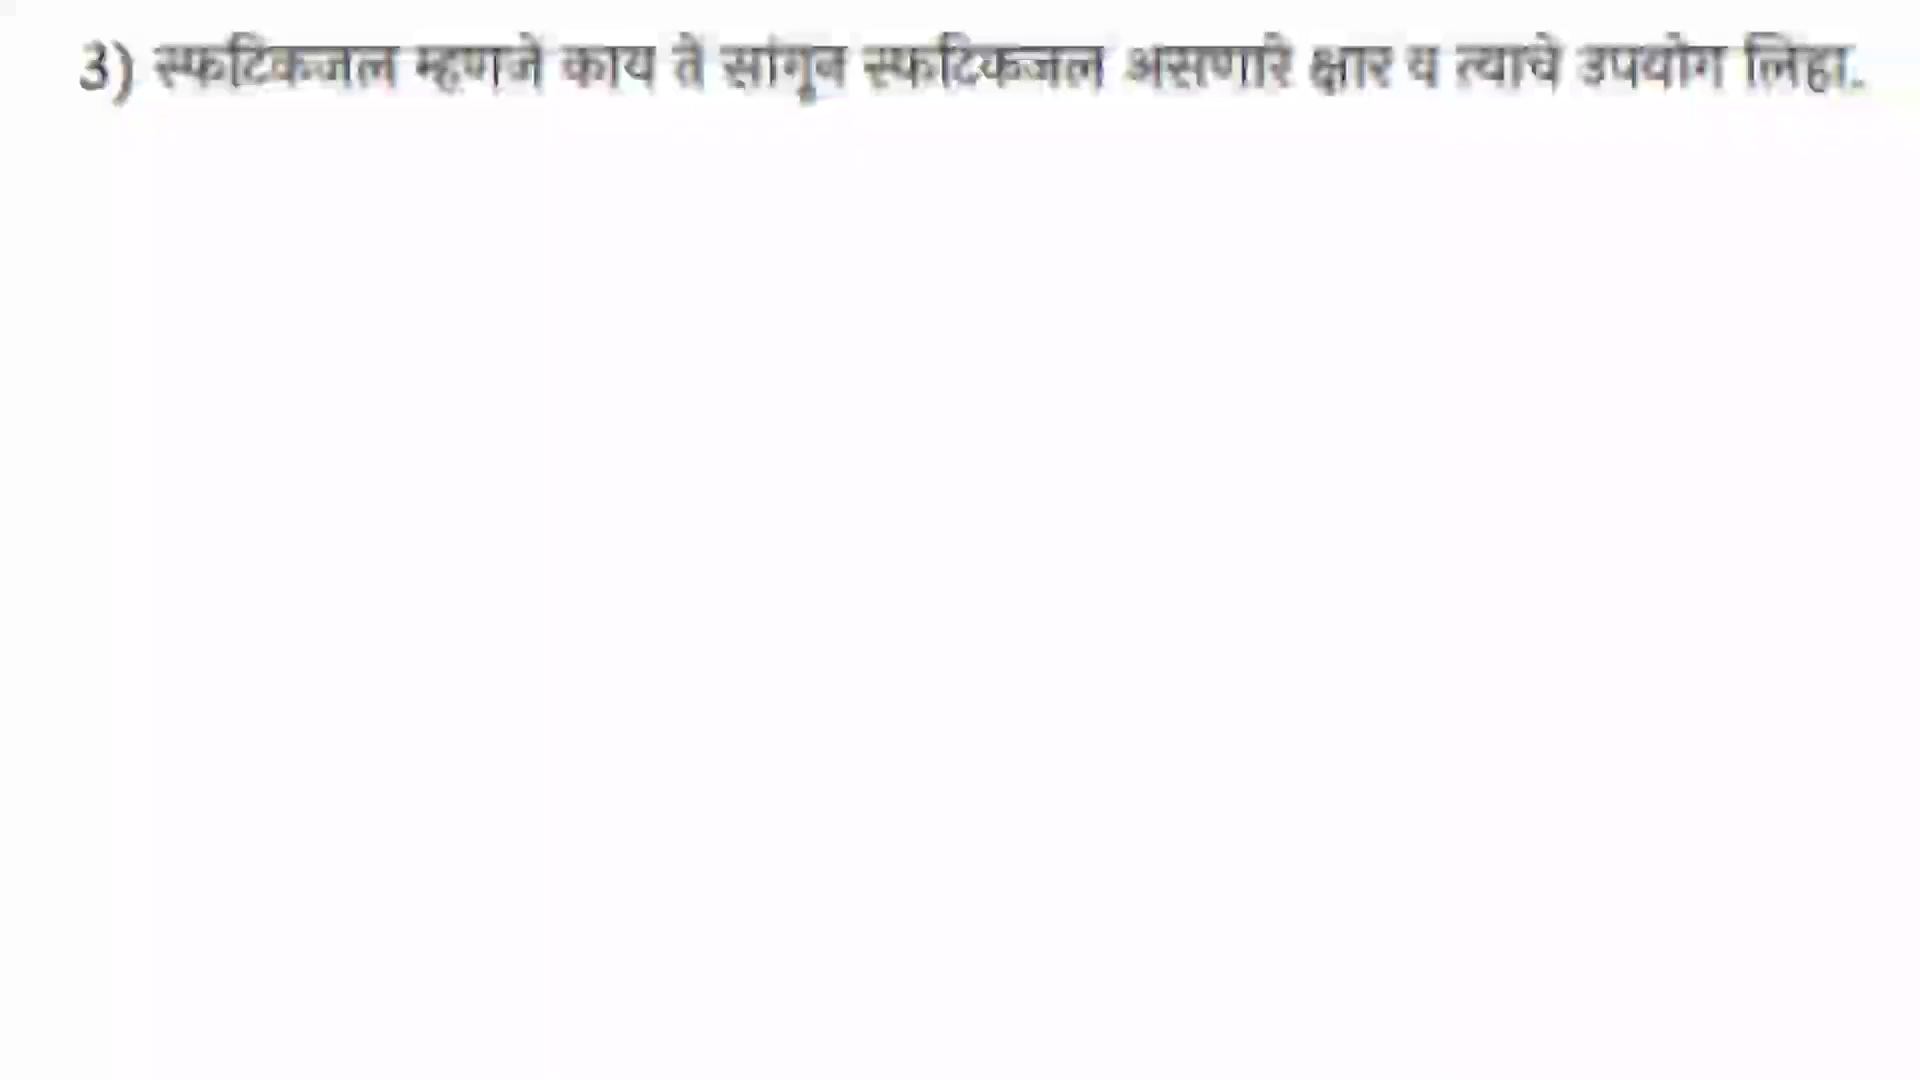 3) स्फटिकजल म्हणजे काय ते सांगून स्फटिकजल असणारे क्षार व त्याचे उपयोग लिहा.